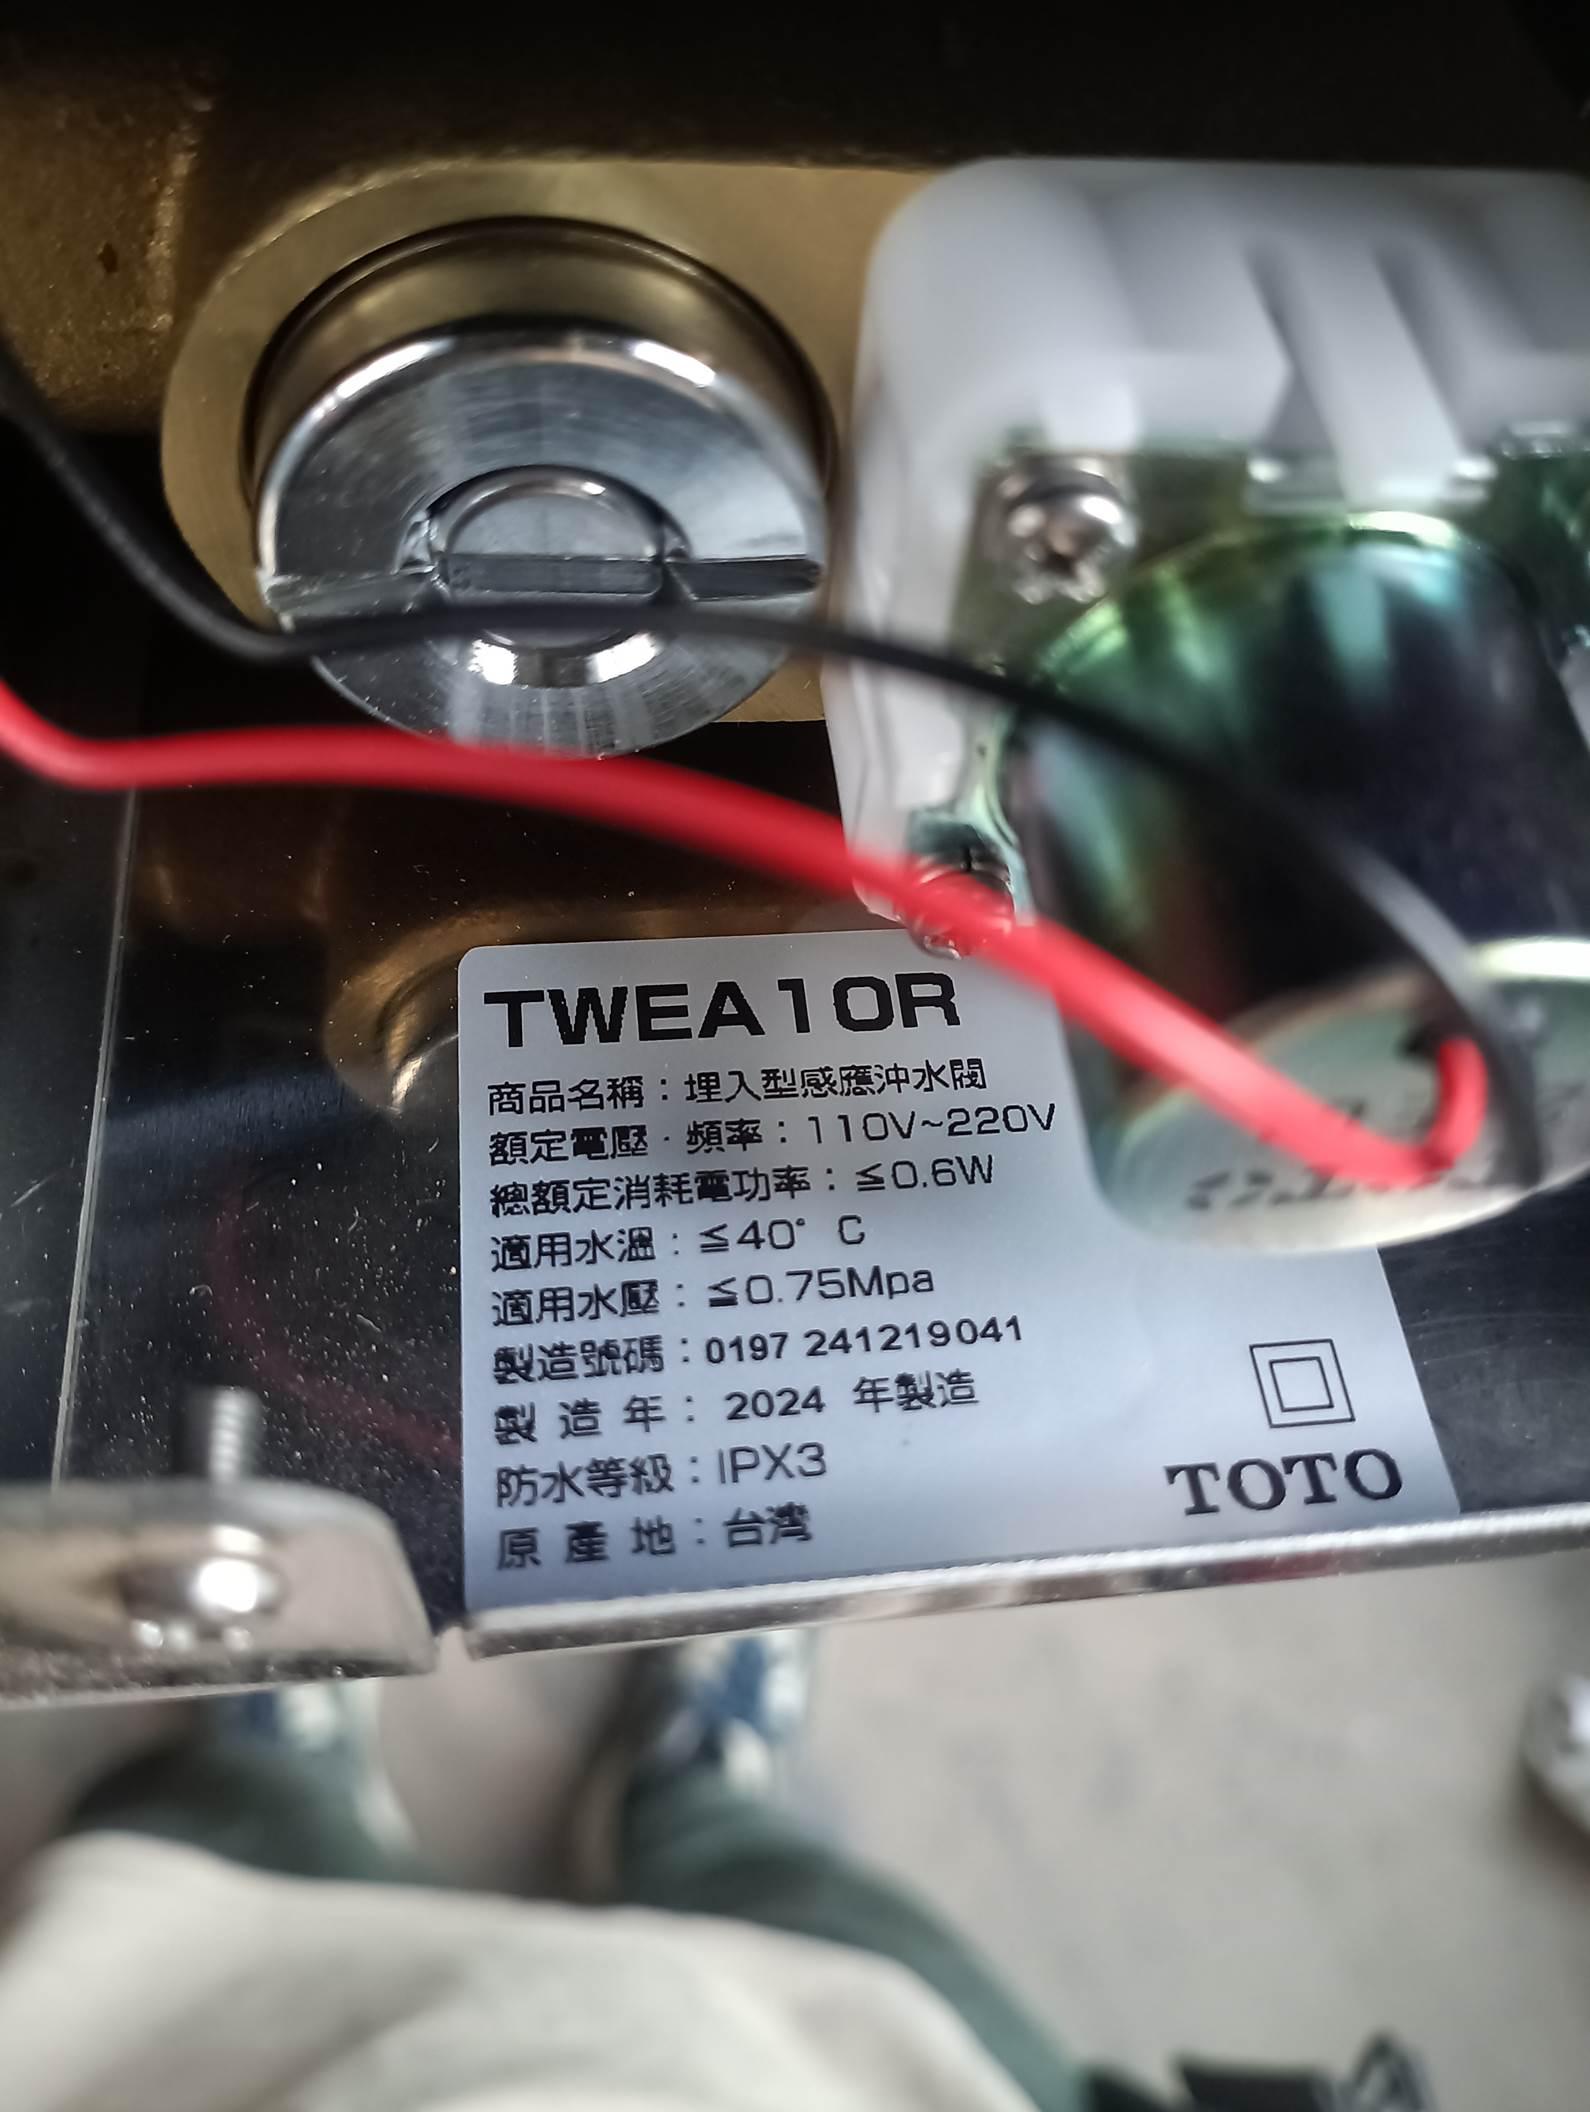 TWEA10R
商品名稱：埋入型感應沖水閥
額定電壓．頻率：110V~220V
總額定消耗電功率：≦0.6W
適用水溫：≦40° C
適用水壓：≦0.75Mpa
製造號碼：0197 241219041
製 造 年： 2024 年製造
防水等級：IPX3
原 產 地：台灣
TOTO